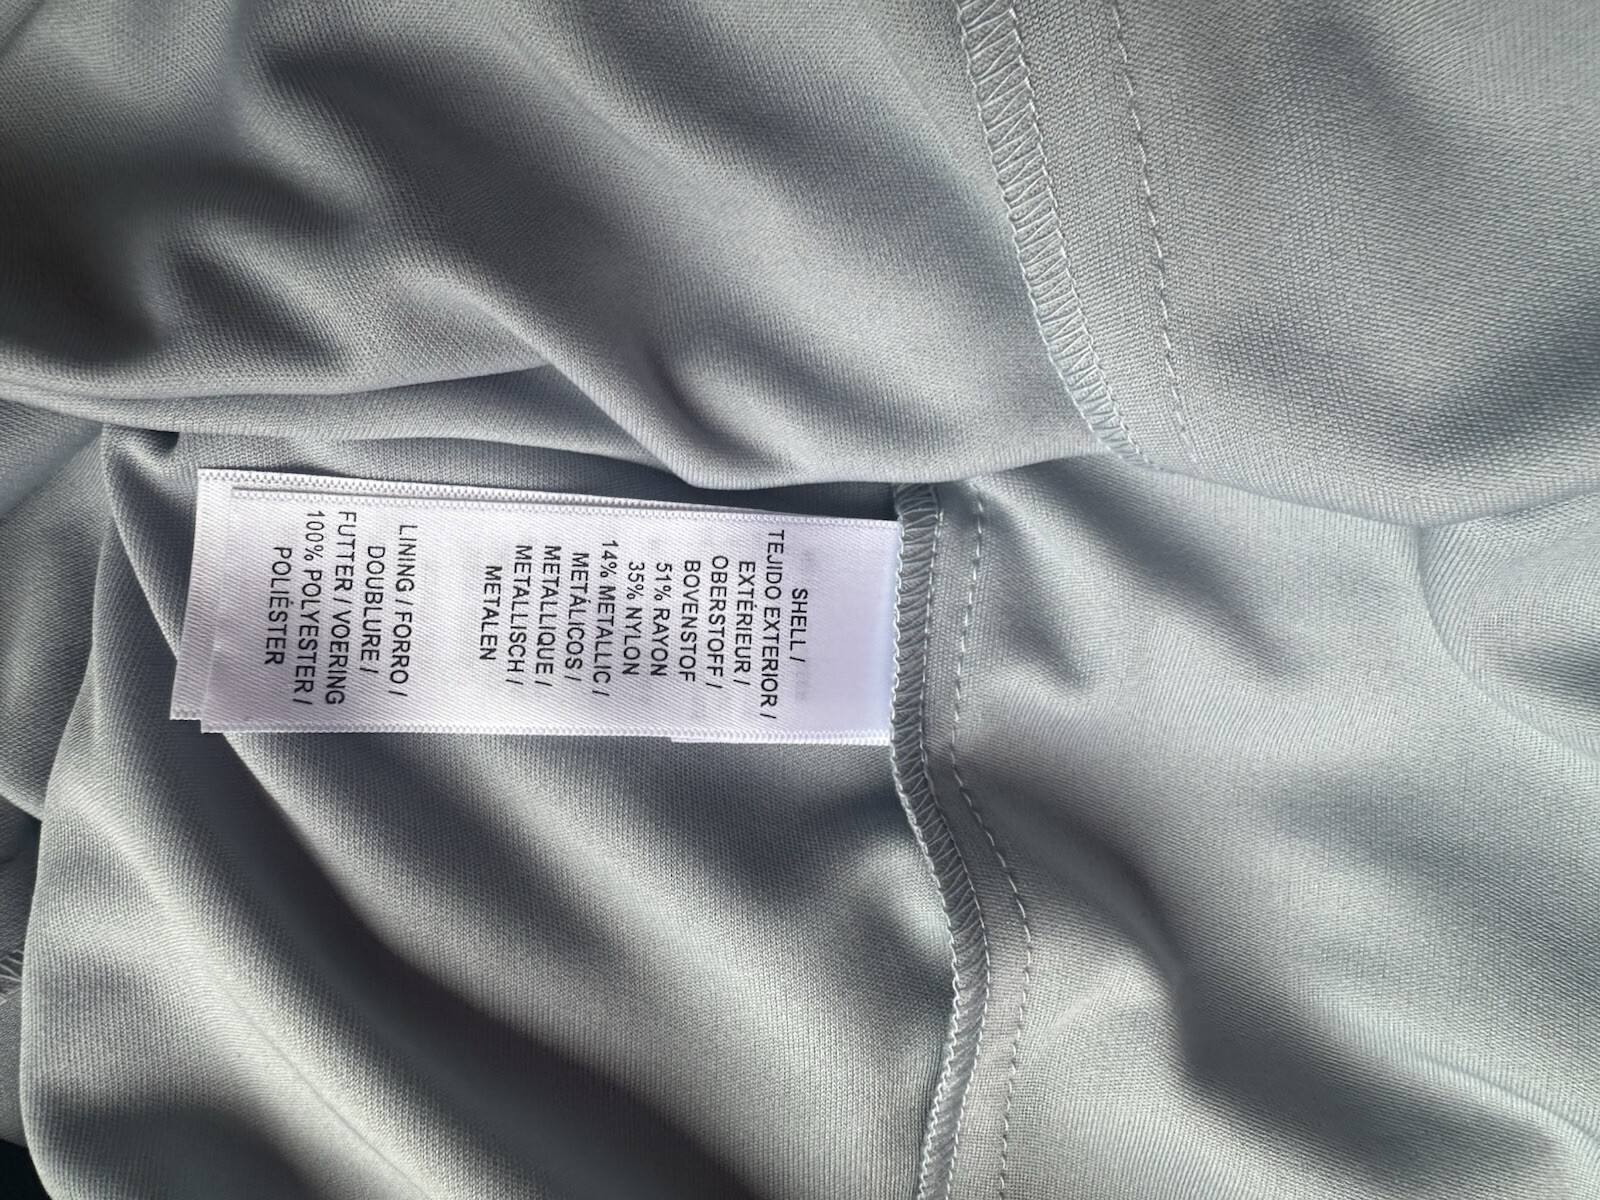 SHELL /
TEJIDO EXTERIOR /
EXTÉRIEUR /
OBERSTOFF /
BOVENSTOF
51% RAYON
35% NYLON
14% METALLIC /
METÁLICOS /
METALLIQUE /
METALLISCH /
METALEN
LINING / FORRO /
DOUBLURE /
FUTTER / VOERING
100% POLYESTER /
POLIÉSTER